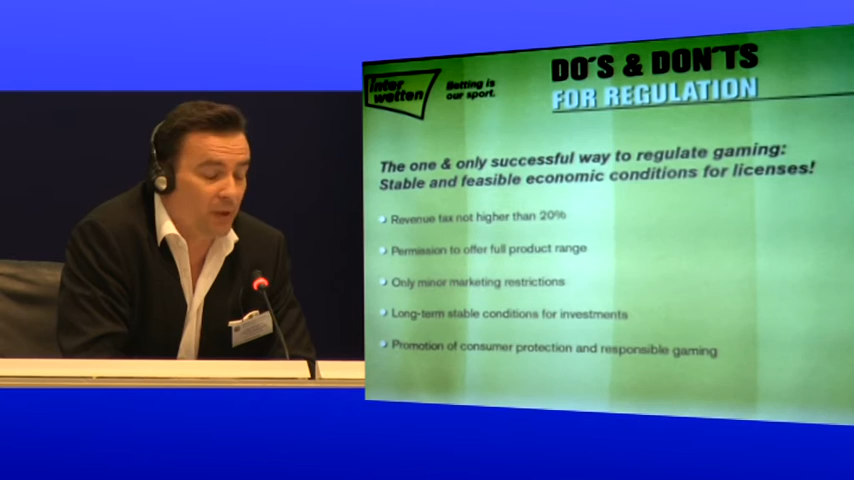 Inter
wetten
Betting is
our sport.
DO'S & DON'TS
FOR REGULATION
The one & only successful way to regulate gaming:
Stable and feasible economic conditions for licenses!
Revenue tax not higher than 20%
Permission to offer full product range
Only minor marketing restrictions
Long-term stable conditions for investments
Promotion of consumer protection and responsible gaming